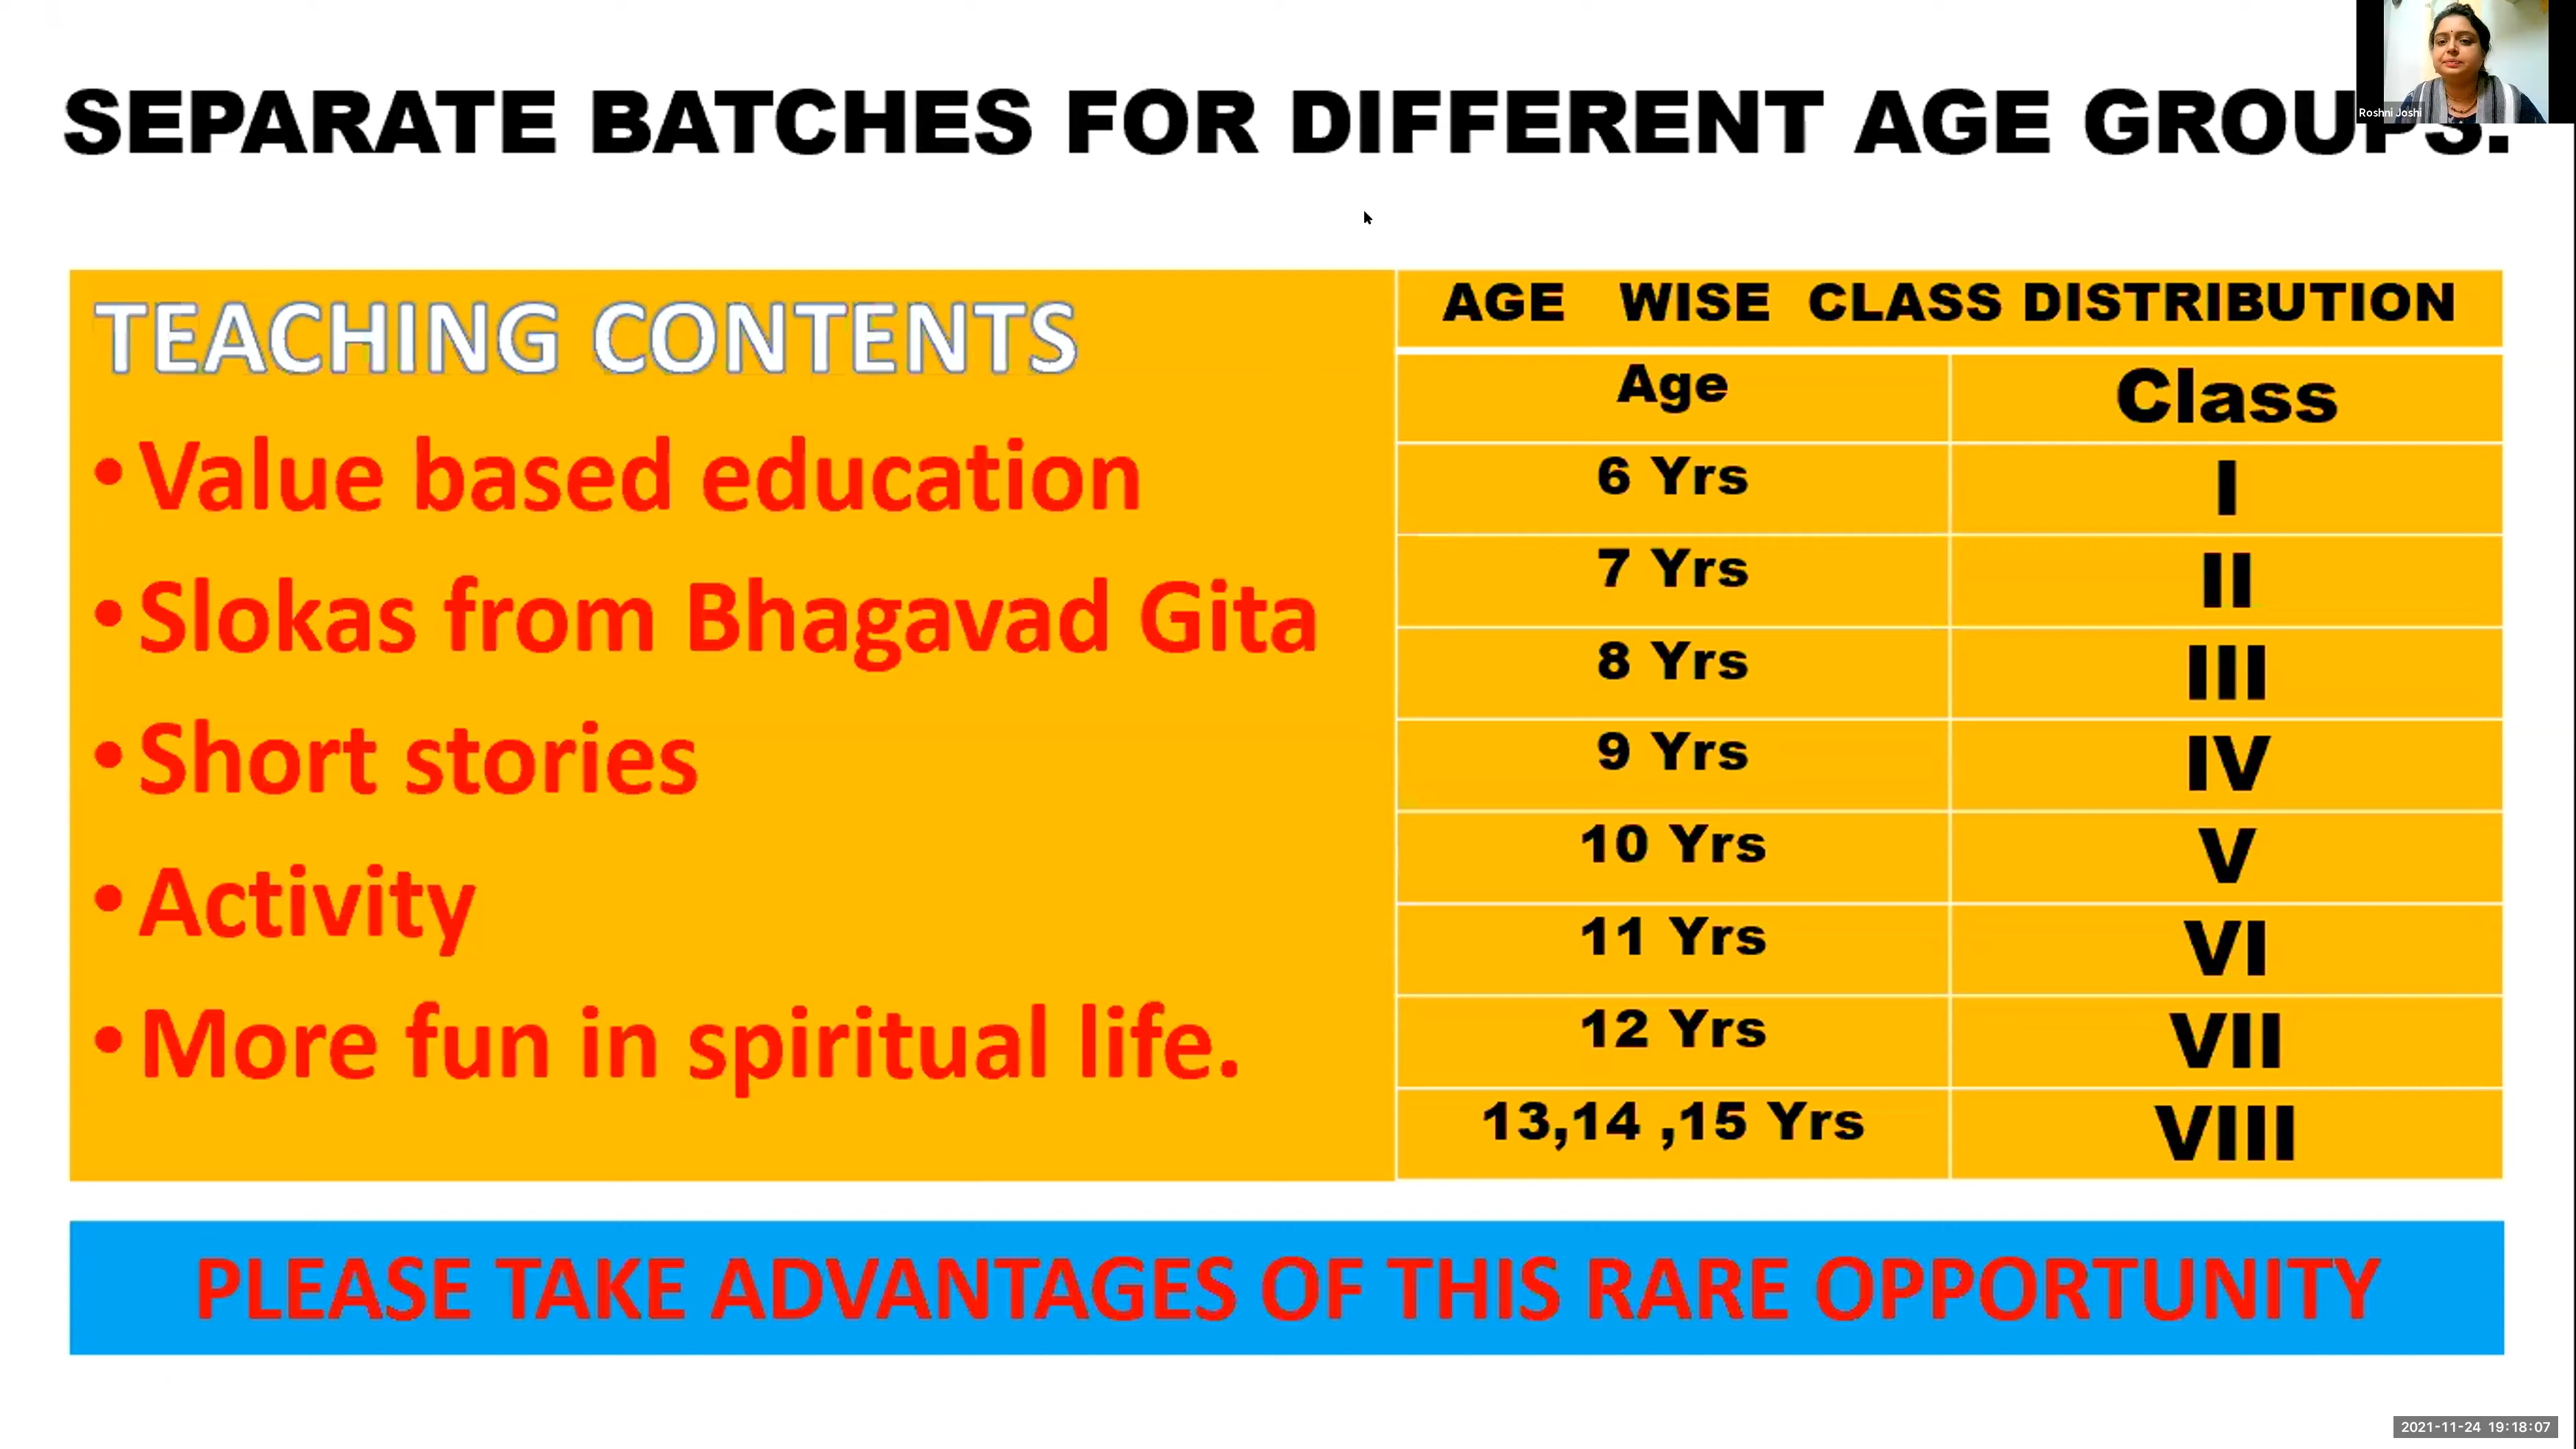 SEPARATE BATCHES FOR DIFFERENT AGE GROUPS.
Roshni Joshi
TEACHING CONTENTS
•Value based education
•Slokas from Bhagavad Gita
•Short stories
•Activity
•More fun in spiritual life.
AGE WISE CLASS DISTRIBUTION
Age Class
6 Yrs I
7 Yrs II
8 Yrs III
9 Yrs IV
10 Yrs V
11 Yrs VI
12 Yrs VII
13,14 ,15 Yrs VIII
PLEASE TAKE ADVANTAGES OF THIS RARE OPPORTUNITY
2021-11-24 19:18:07